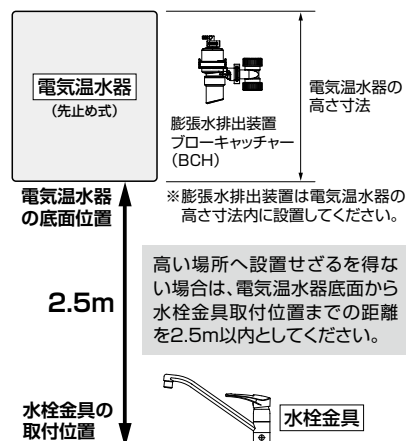 電気温水器
(先止め式)
膨張水排出装置
ブローキャッチャー
(BCH)
電気温水器の
高さ寸法
電気温水器
の底面位置
※膨張水排出装置は電気温水器の
高さ寸法内に設置してください。
2.5m
高い場所へ設置せざるを得な
い場合は、電気温水器底面から
水栓金具取付位置までの距離
を2.5m以内としてください。
水栓金具の
取付位置
水栓金具